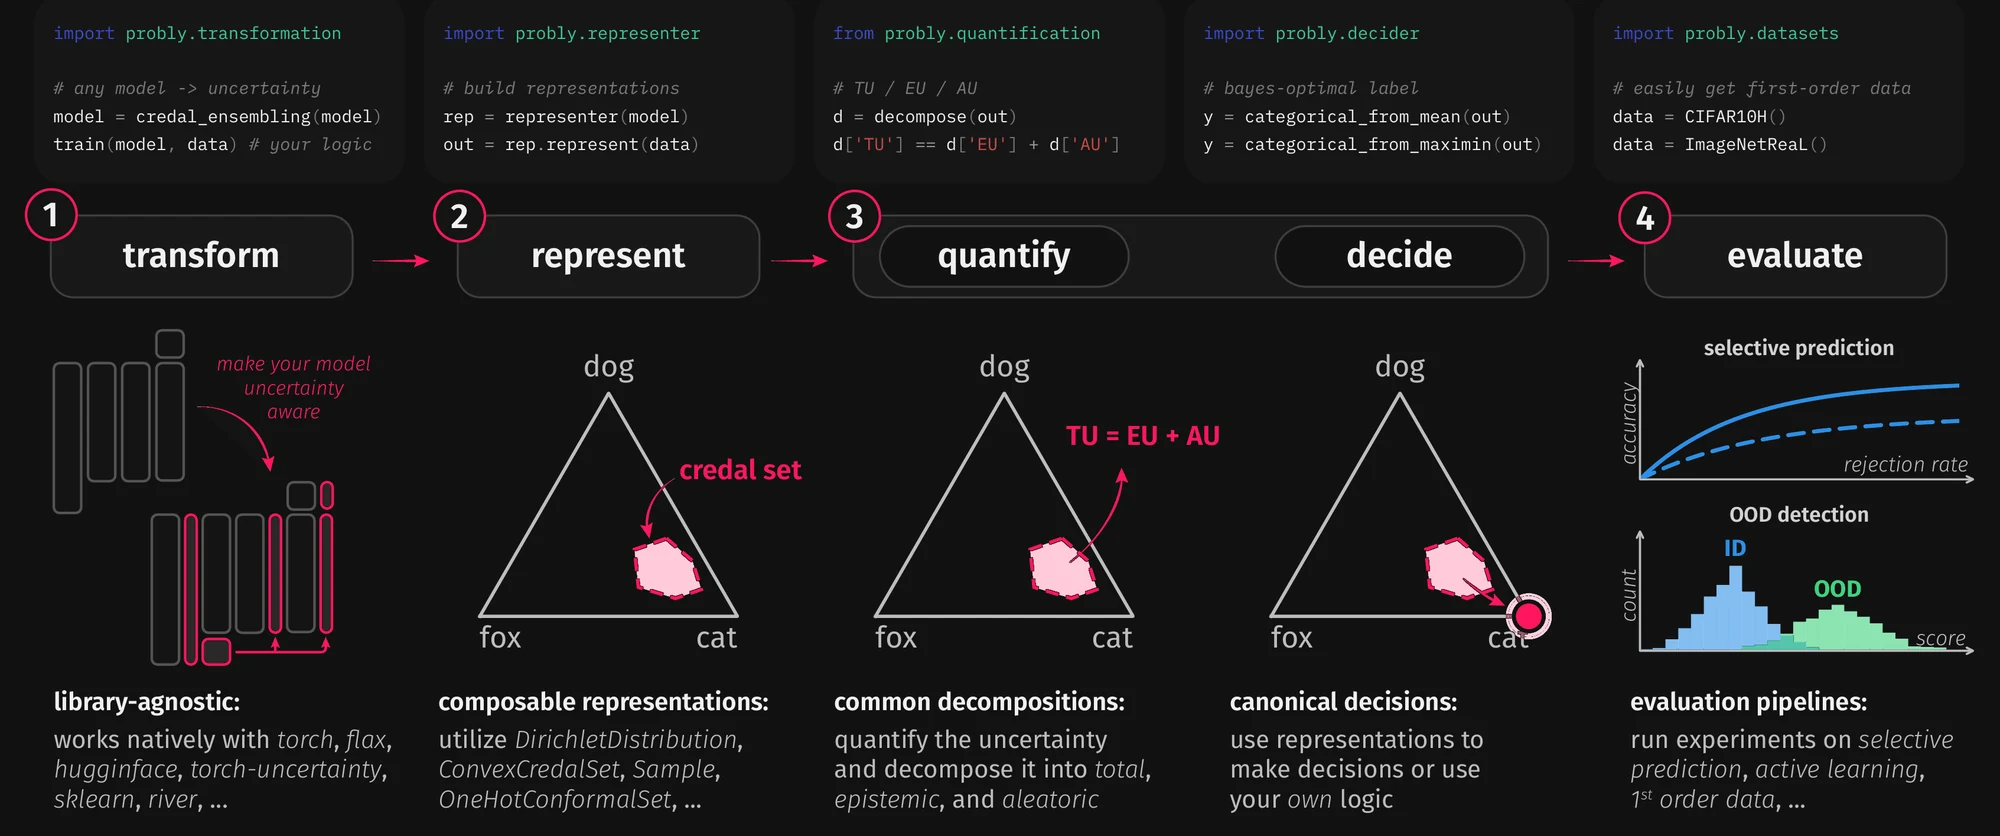 import probly.transformation
# any model -> uncertainty
model = credal_ensembling(model)
train(model, data) # your logic
import probly.representer
# build representations
rep = representer(model)
out = rep.represent(data)
from probly.quantification
# TU / EU / AU
d = decompose(out)
d['TU'] == d['EU'] + d['AU']
import probly.decider
# bayes-optimal label
y = categorical_from_mean(out)
y = categorical_from_maximin(out)
import probly.datasets
# easily get first-order data
data = CIFAR10H()
data = ImageNetReaL()
1
transform
2
represent
3
quantify
decide
4
evaluate
make your model
uncertainty
aware
dog
credal set
fox
cat
dog
TU = EU + AU
fox
cat
dog
fox
cat
selective prediction
accuracy
rejection rate
OOD detection
ID
OOD
count
score
library-agnostic:
works natively with torch, flax,
hugginface, torch-uncertainty,
sklearn, river, ...
composable representations:
utilize DirichletDistribution,
ConvexCredalSet, Sample,
OneHotConformalSet, ...
common decompositions:
quantify the uncertainty
and decompose it into total,
epistemic, and aleatoric
canonical decisions:
use representations to
make decisions or use
your own logic
evaluation pipelines:
run experiments on selective
prediction, active learning,
1st order data, ...